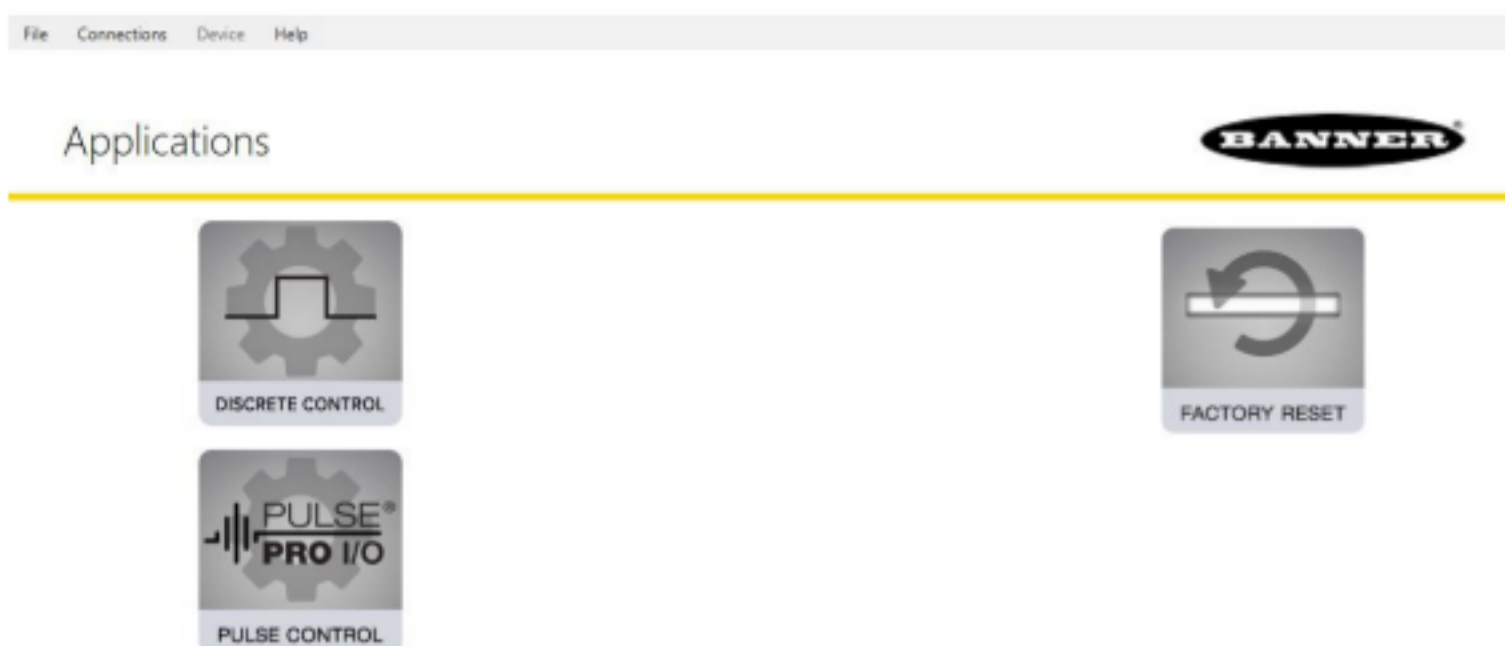 File Connections Device Help
Applications
BANNER®
DISCRETE CONTROL
FACTORY RESET
PULSE®
PRO I/O
PULSE CONTROL